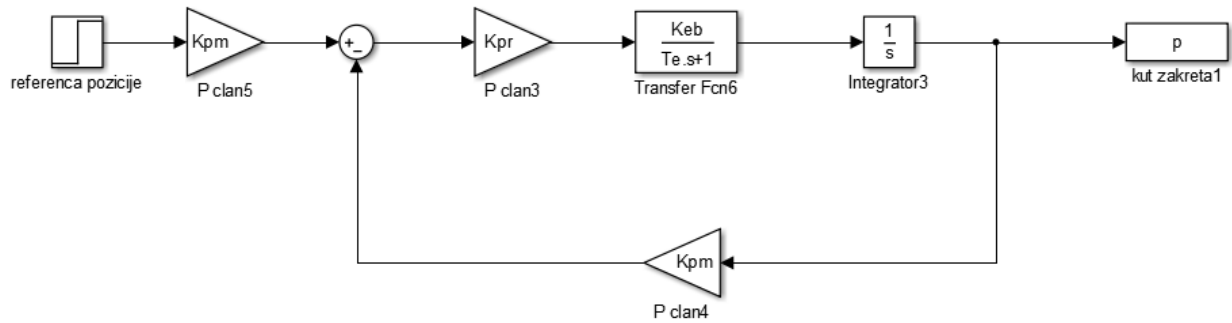 referenca pozicije
Kpm
P clan5
+
−
Kpr
P clan3
Keb
Te.s+1
Transfer Fcn6
1
s
Integrator3
p
kut zakreta1
Kpm
P clan4